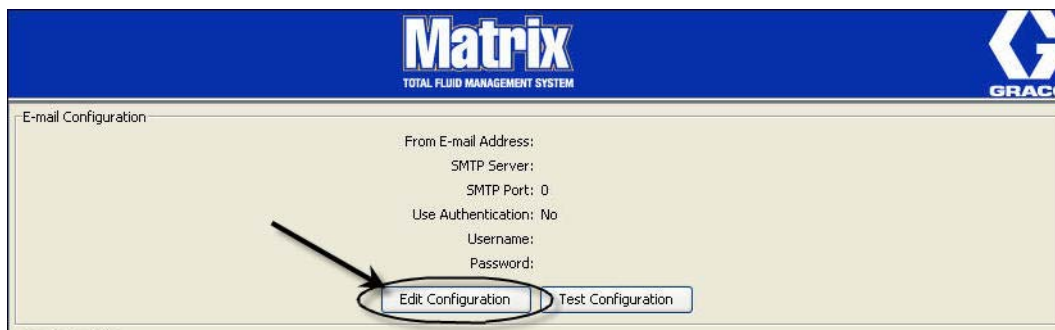 Matrix
TOTAL FLUID MANAGEMENT SYSTEM
GRACO
E-mail Configuration
From E-mail Address:
SMTP Server:
SMTP Port: 0
Use Authentication: No
Username:
Password:
Edit Configuration
Test Configuration